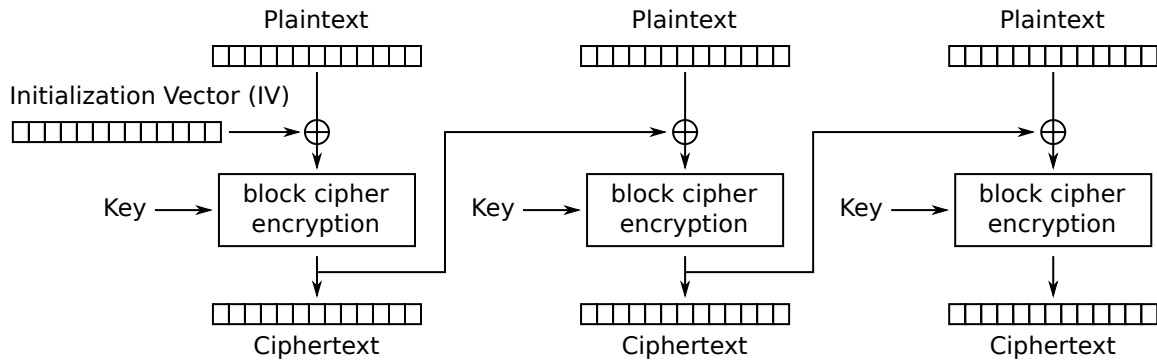 Plaintext
Plaintext
Plaintext
Initialization Vector (IV)
Key
block cipher
encryption
Key
block cipher
encryption
Key
block cipher
encryption
Ciphertext
Ciphertext
Ciphertext